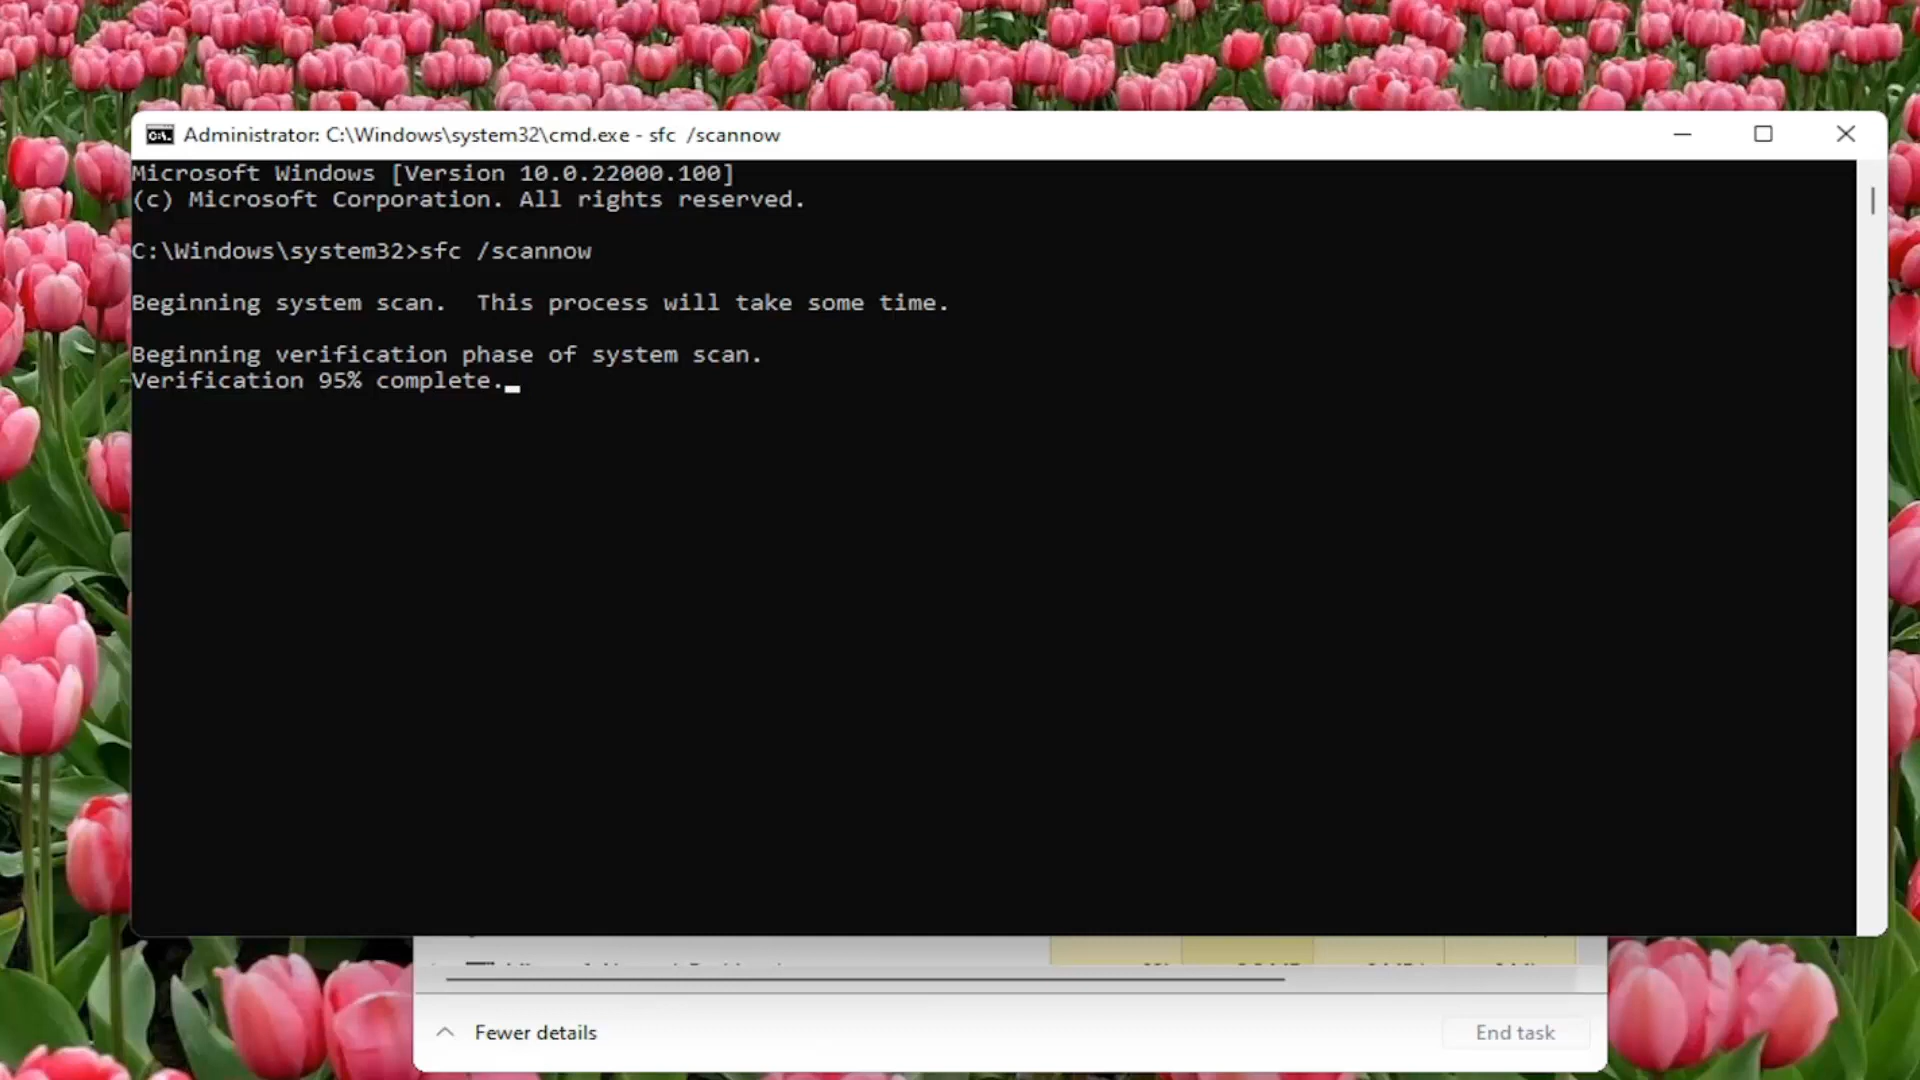 Administrator: C:\Windows\system32\cmd.exe - sfc /scannow
Microsoft Windows [Version 10.0.22000.100]
(c) Microsoft Corporation. All rights reserved.
C:\Windows\system32>sfc /scannow
Beginning system scan.  This process will take some time.
Beginning verification phase of system scan.
Verification 95% complete.
Fewer details
End task